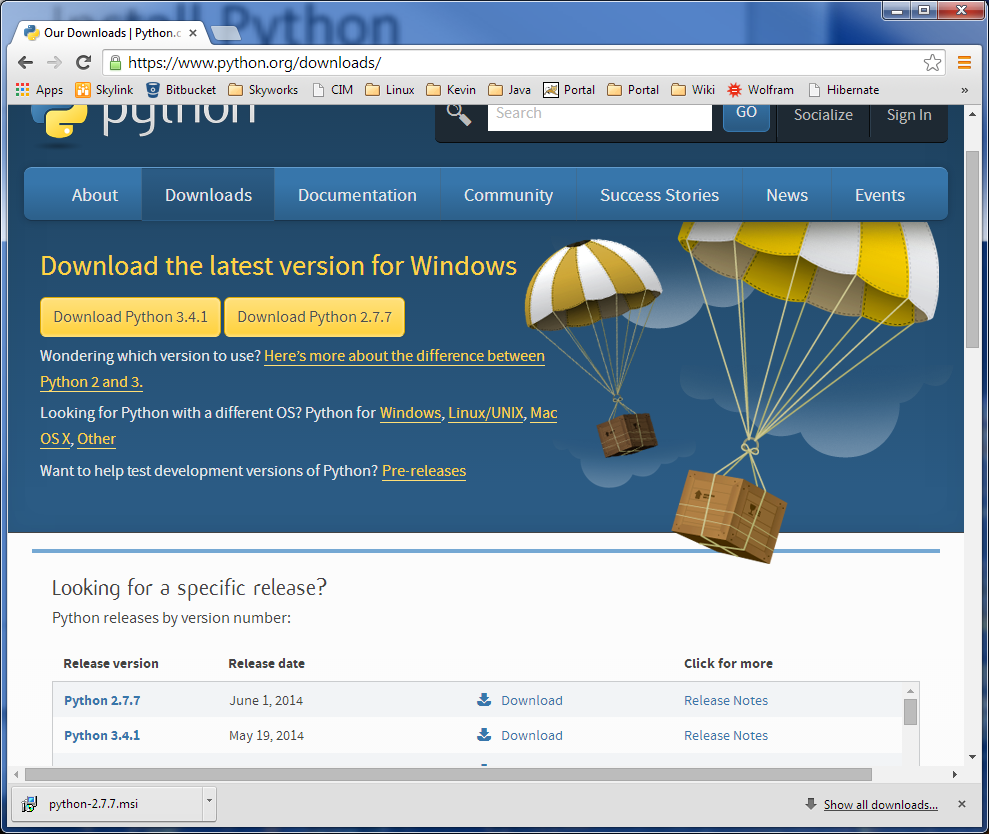 Install Python
Our Downloads | Python.o
https://www.python.org/downloads/
Apps Skylink Bitbucket Skyworks CIM Linux Kevin Java Portal Portal Wiki Wolfram Hibernate »
python
Search GO Socialize Sign In
About Downloads Documentation Community Success Stories News Events
Download the latest version for Windows
Download Python 3.4.1 Download Python 2.7.7
Wondering which version to use? Here's more about the difference between
Python 2 and 3.
Looking for Python with a different OS? Python for Windows, Linux/UNIX, Mac
OS X, Other
Want to help test development versions of Python? Pre-releases
Looking for a specific release?
Python releases by version number:
Release version Release date Click for more
Python 2.7.7 June 1, 2014 Download Release Notes
Python 3.4.1 May 19, 2014 Download Release Notes
python-2.7.7.msi Show all downloads...